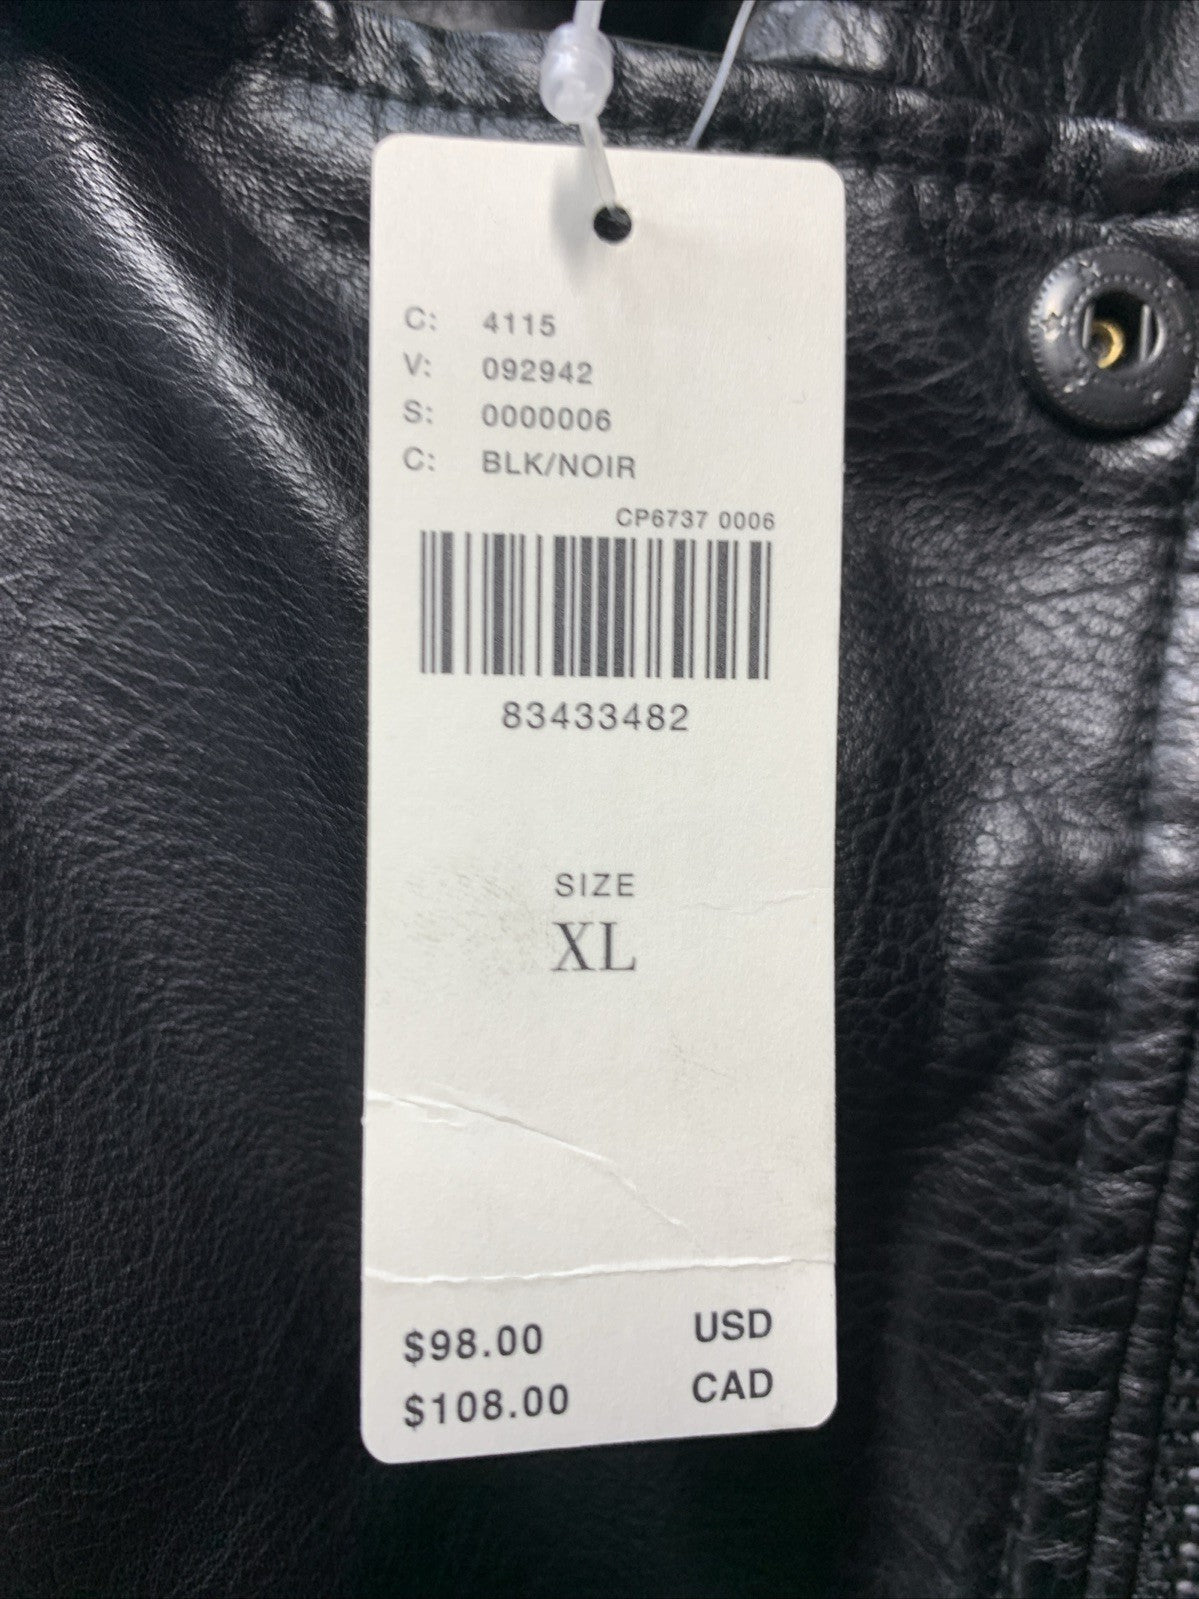 C: 4115
V: 092942
S: 0000006
C: BLK/NOIR
CP6737 0006
83433482
SIZE
XL
$98.00 USD
$108.00 CAD